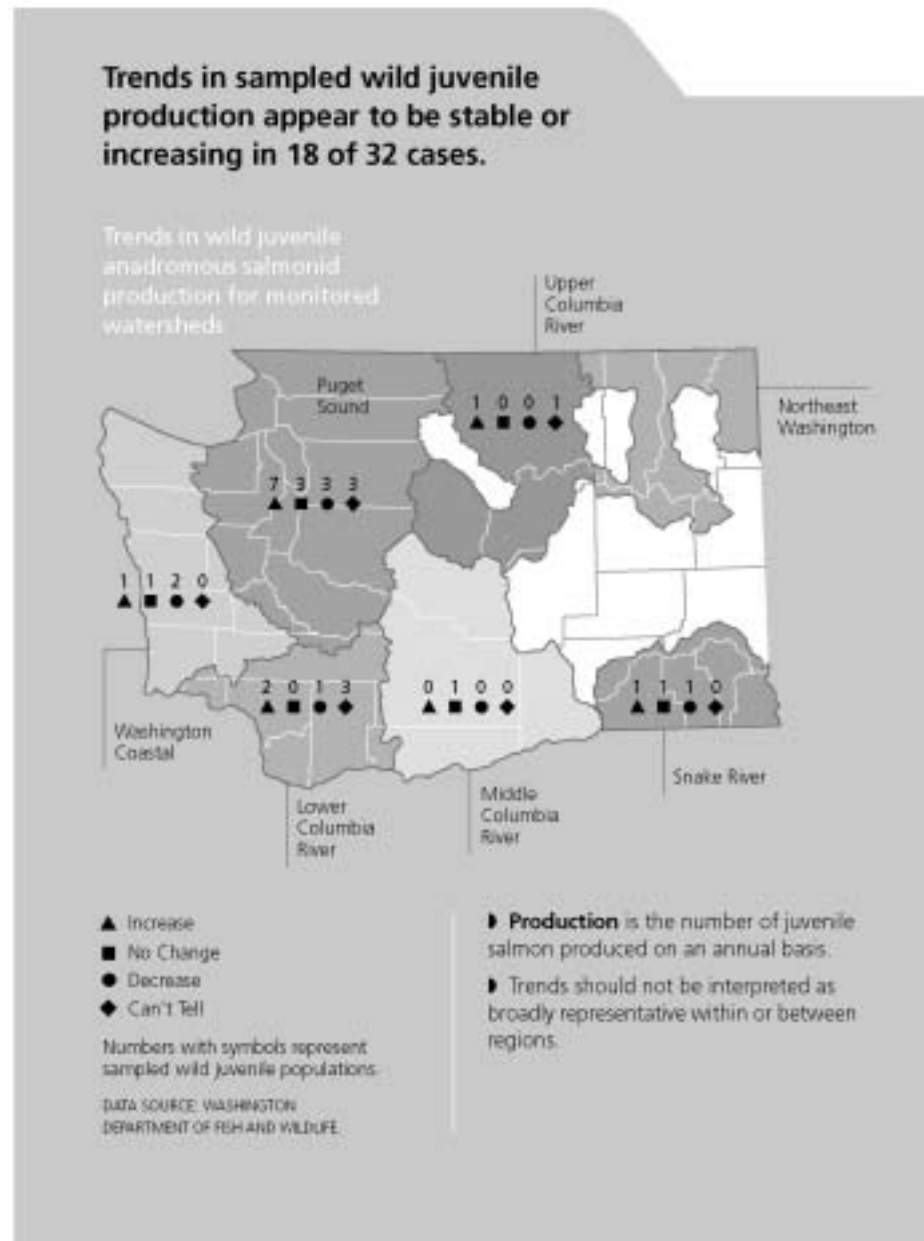 Trends in sampled wild juvenile
production appear to be stable or
increasing in 18 of 32 cases.
Trends in wild juvenile
anadromous salmonid
production for monitored
watersheds
Upper
Columbia
River
Puget
Sound
1 0 0 1
▲ ■ ● ◆
Northeast
Washington
7 3 3 3
▲ ■ ● ◆
1 1 2 0
▲ ■ ● ◆
2 0 1 3
▲ ■ ● ◆
0 1 0 0
▲ ■ ● ◆
1 1 1 0
▲ ■ ● ◆
Washington
Coastal
Lower
Columbia
River
Middle
Columbia
River
Snake River
▲ Increase
■ No Change
● Decrease
◆ Can't Tell
Numbers with symbols represent
sampled wild juvenile populations.
DATA SOURCE: WASHINGTON
DEPARTMENT OF FISH AND WILDLIFE.
◗ Production is the number of juvenile
salmon produced on an annual basis.
◗ Trends should not be interpreted as
broadly representative within or between
regions.